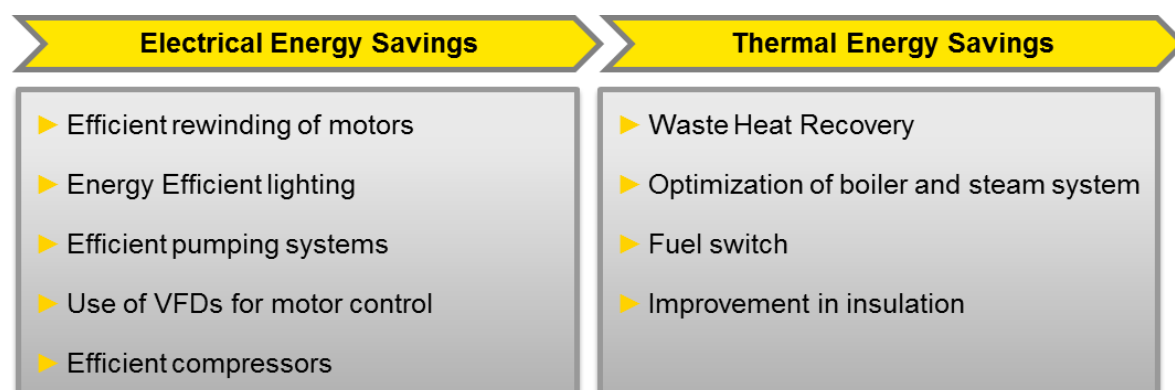 Electrical Energy Savings
Efficient rewinding of motors
Energy Efficient lighting
Efficient pumping systems
Use of VFDs for motor control
Efficient compressors
Thermal Energy Savings
Waste Heat Recovery
Optimization of boiler and steam system
Fuel switch
Improvement in insulation